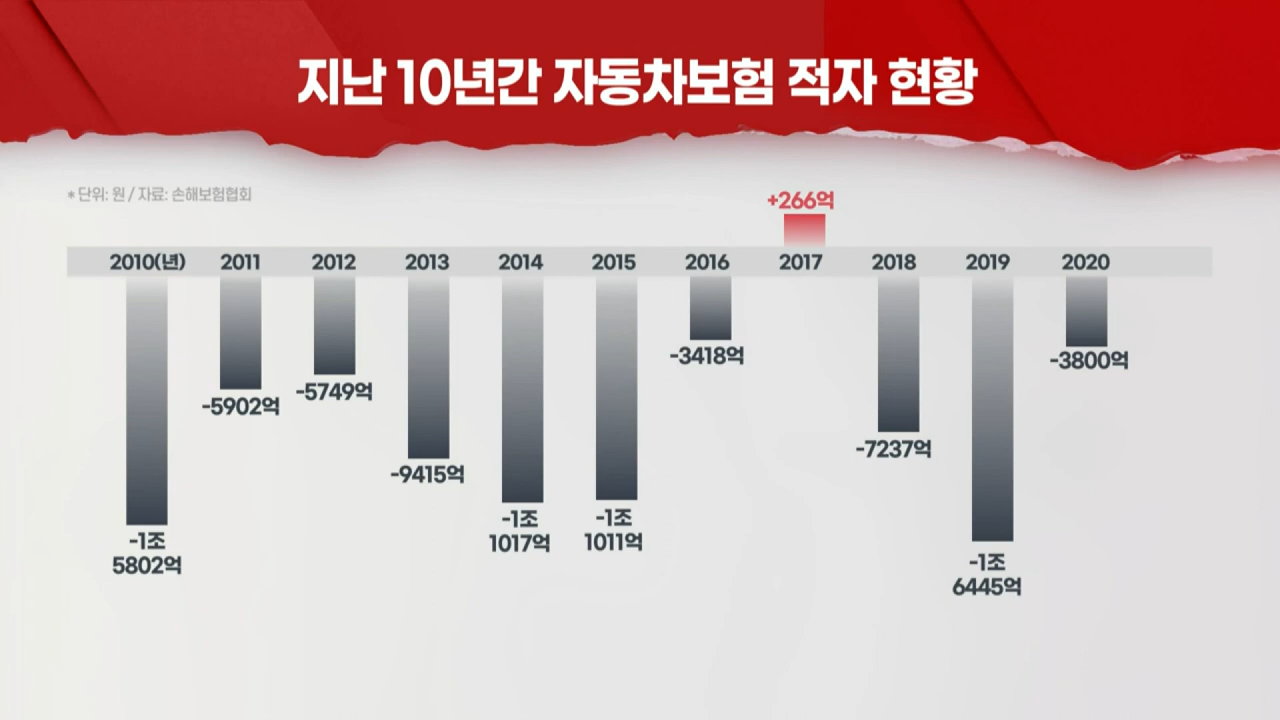 지난 10년간 자동차보험 적자 현황
* 단위: 원 / 자료: 손해보험협회
+266억
2010(년) 2011 2012 2013 2014 2015 2016 2017 2018 2019 2020
-3418억
-3800억
-5749억
-5902억
-7237억
-9415억
-1조
1017억
-1조
1011억
-1조
5802억
-1조
6445억